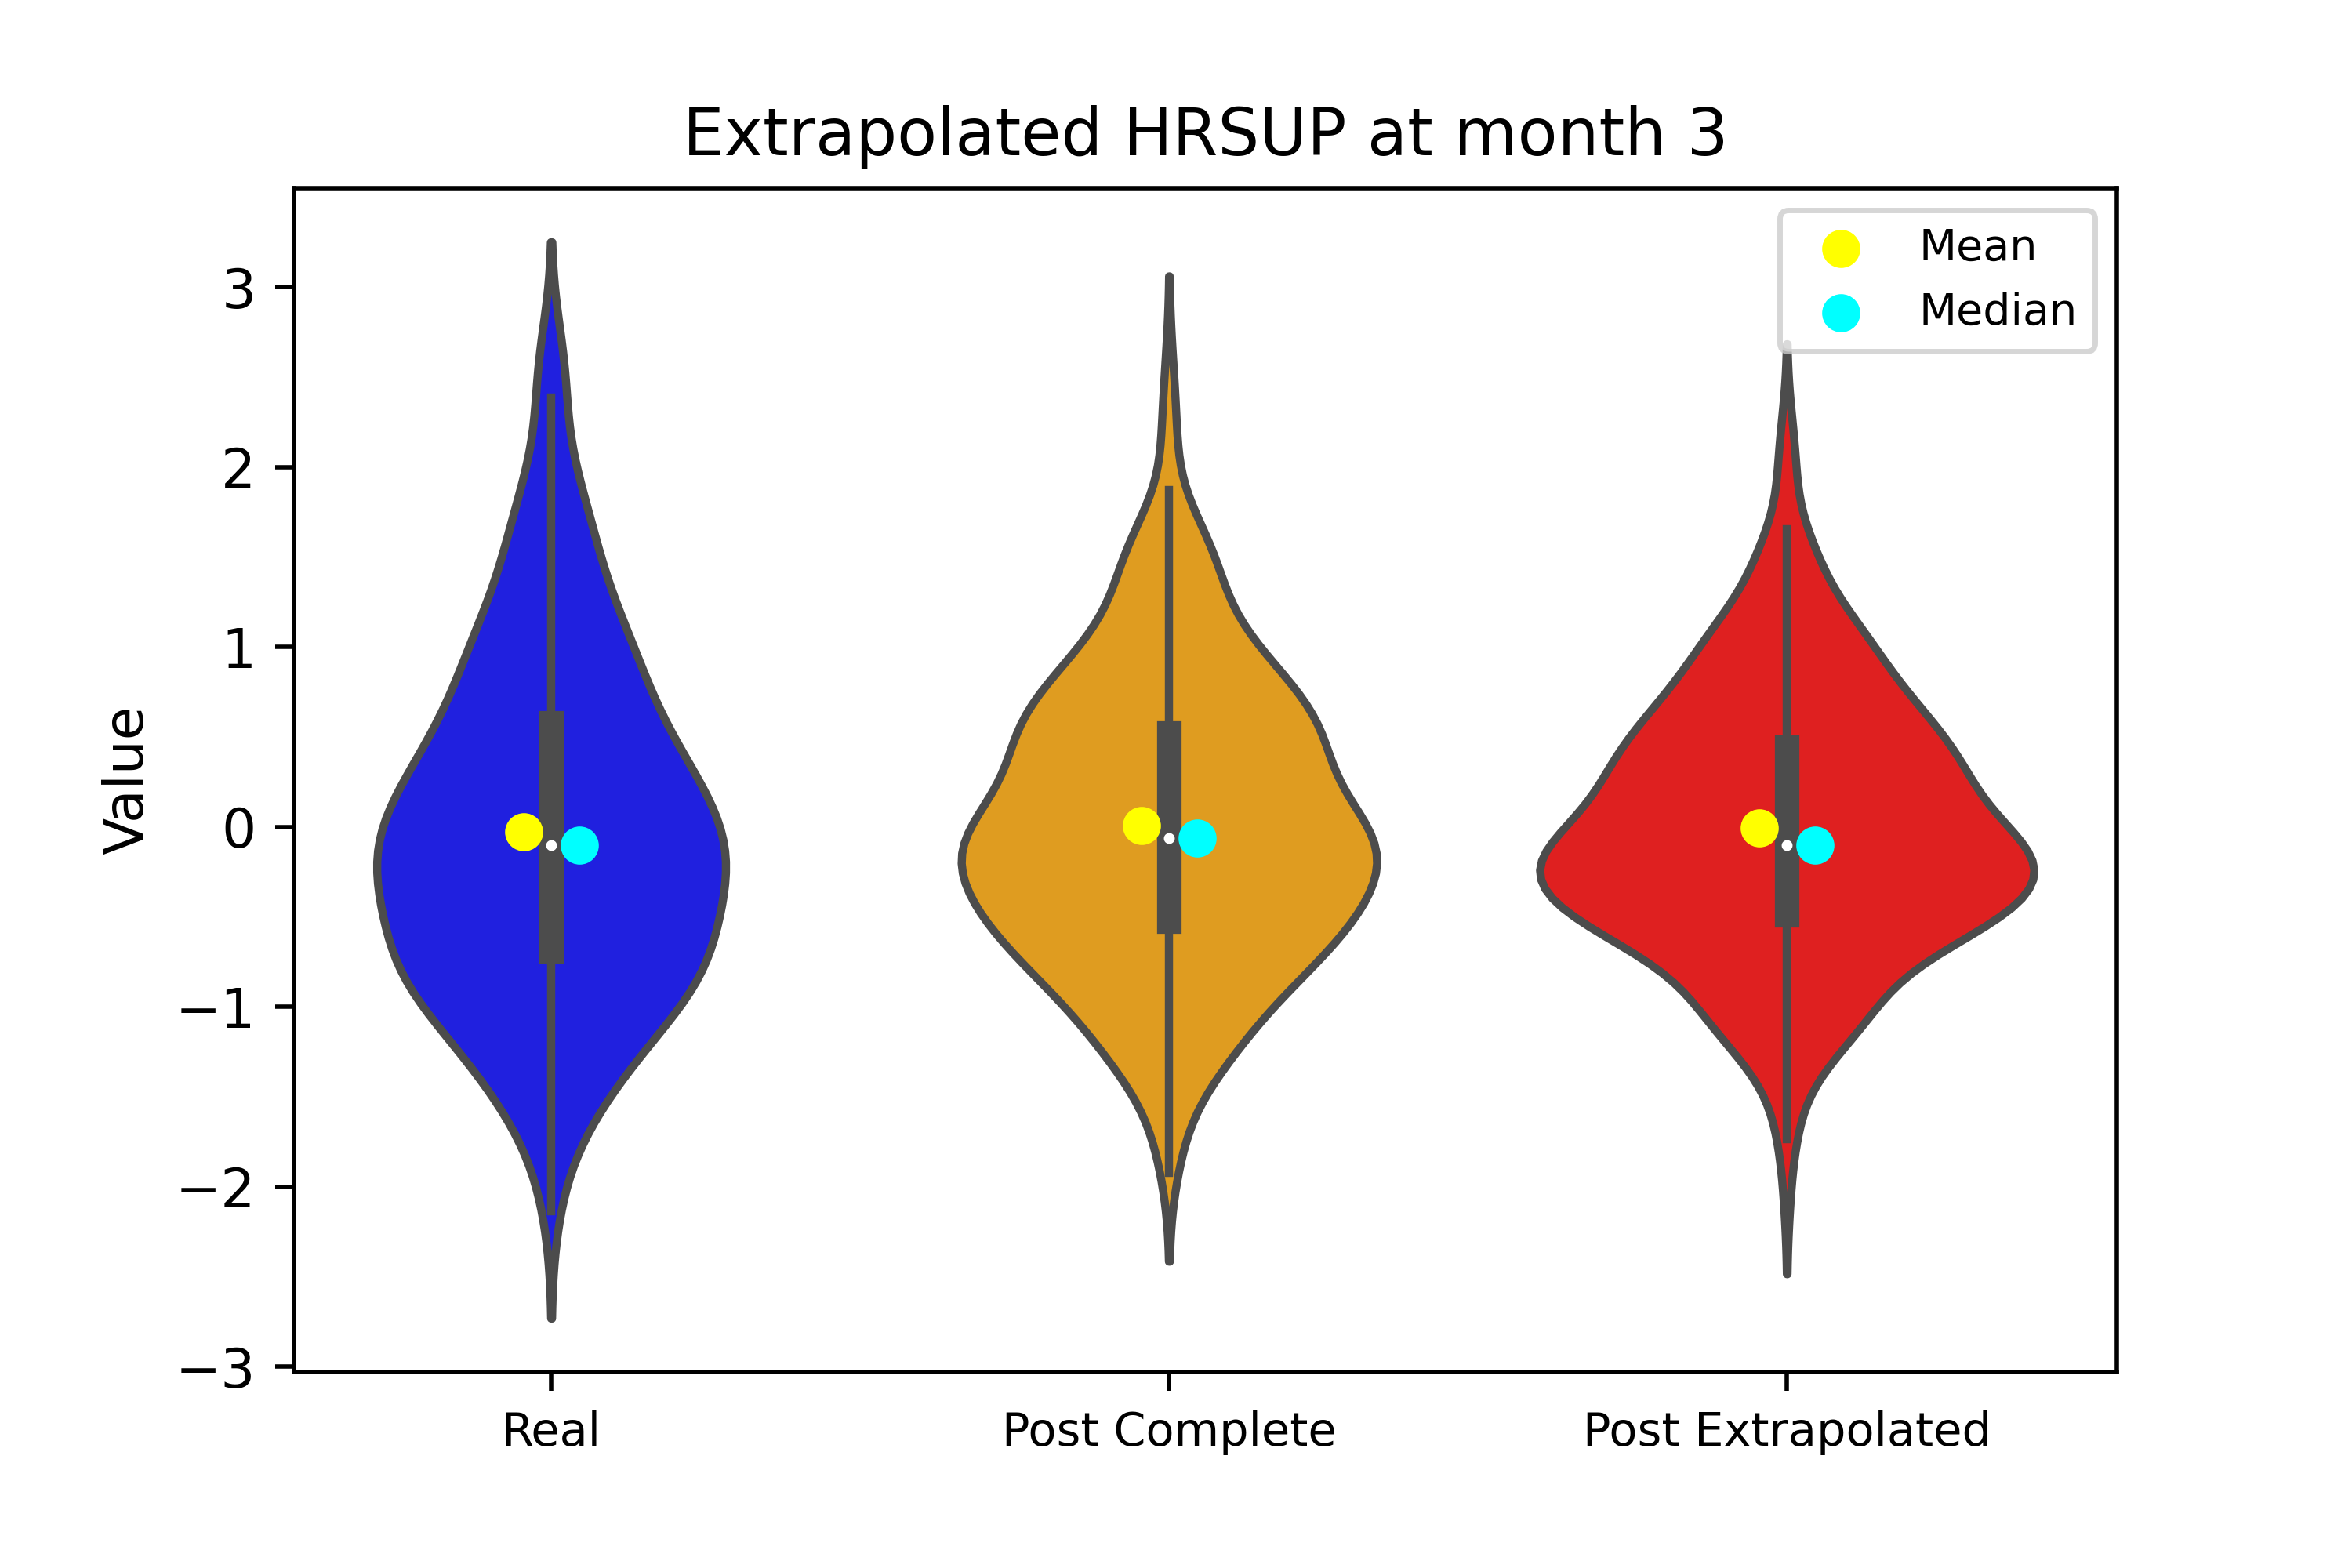 Extrapolated HRSUP at month 3
Mean
Median
3
2
1
0
−1
−2
−3
Value
Real
Post Complete
Post Extrapolated